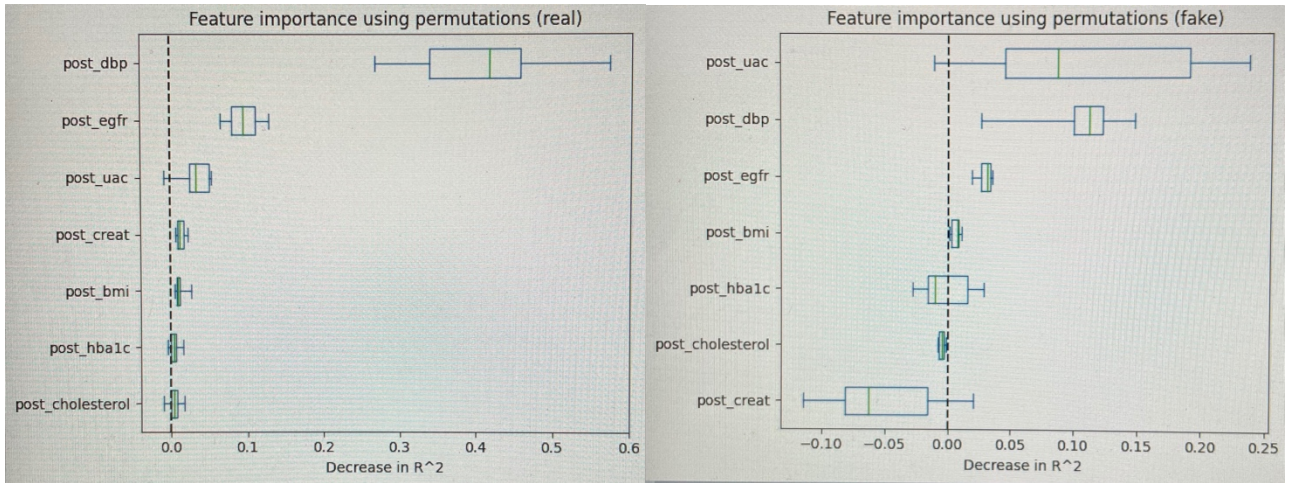 Feature importance using permutations (real)
post_dbp
post_egfr
post_uac
post_creat
post_bmi
post_hba1c
post_cholesterol
0.0 0.1 0.2 0.3 0.4 0.5 0.6
Decrease in R^2
Feature importance using permutations (fake)
post_uac
post_dbp
post_egfr
post_bmi
post_hba1c
post_cholesterol
post_creat
−0.10 −0.05 0.00 0.05 0.10 0.15 0.20 0.25
Decrease in R^2